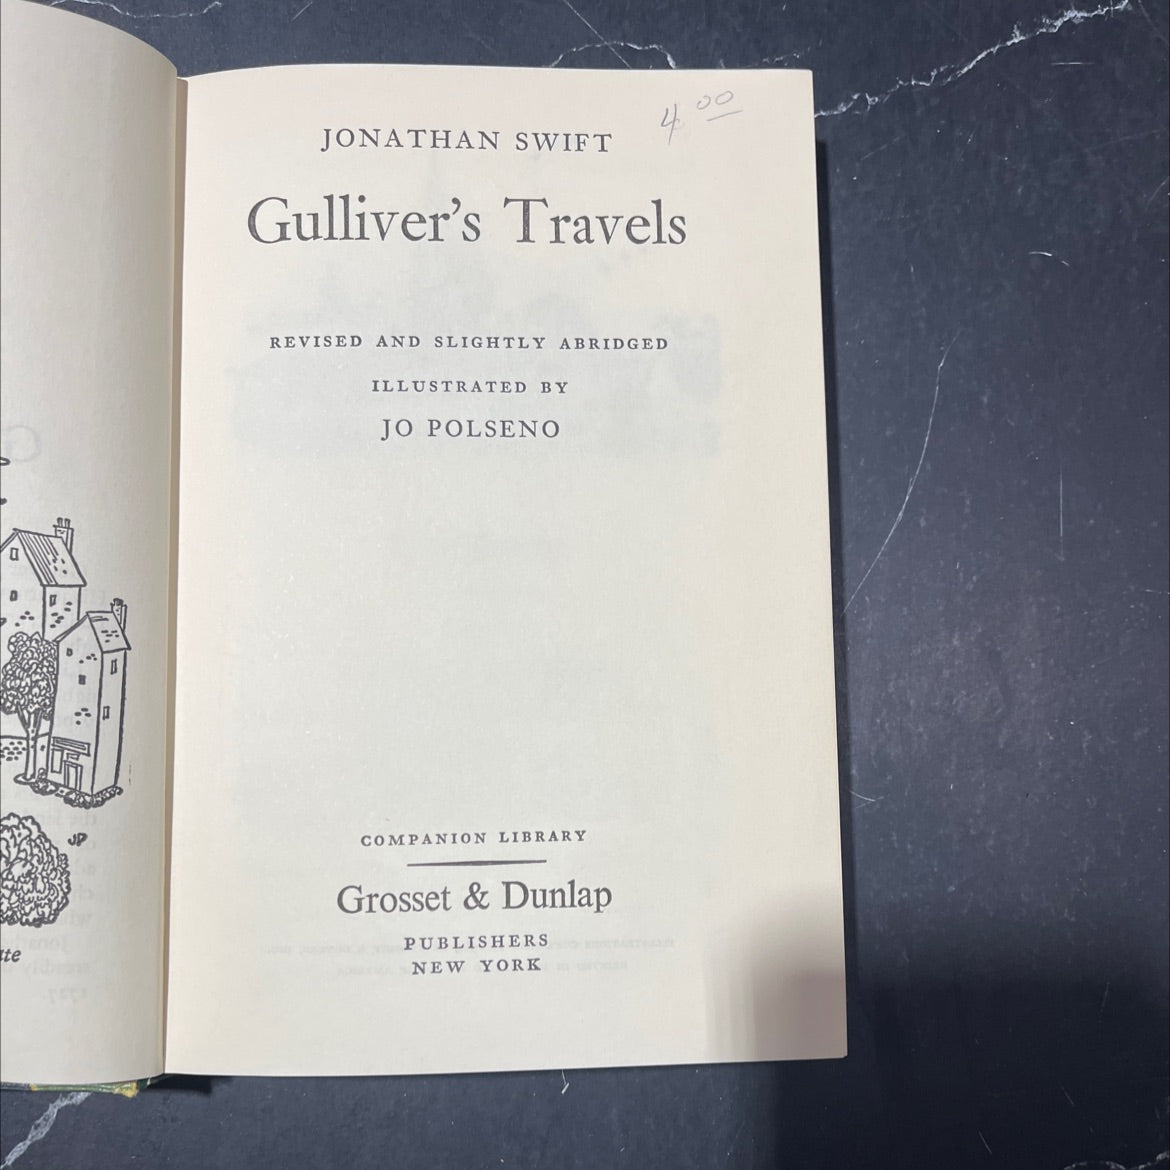 4 00
JONATHAN SWIFT
Gulliver's Travels
REVISED AND SLIGHTLY ABRIDGED
ILLUSTRATED BY
JO POLSENO
COMPANION LIBRARY
Grosset & Dunlap
PUBLISHERS
NEW YORK
JP